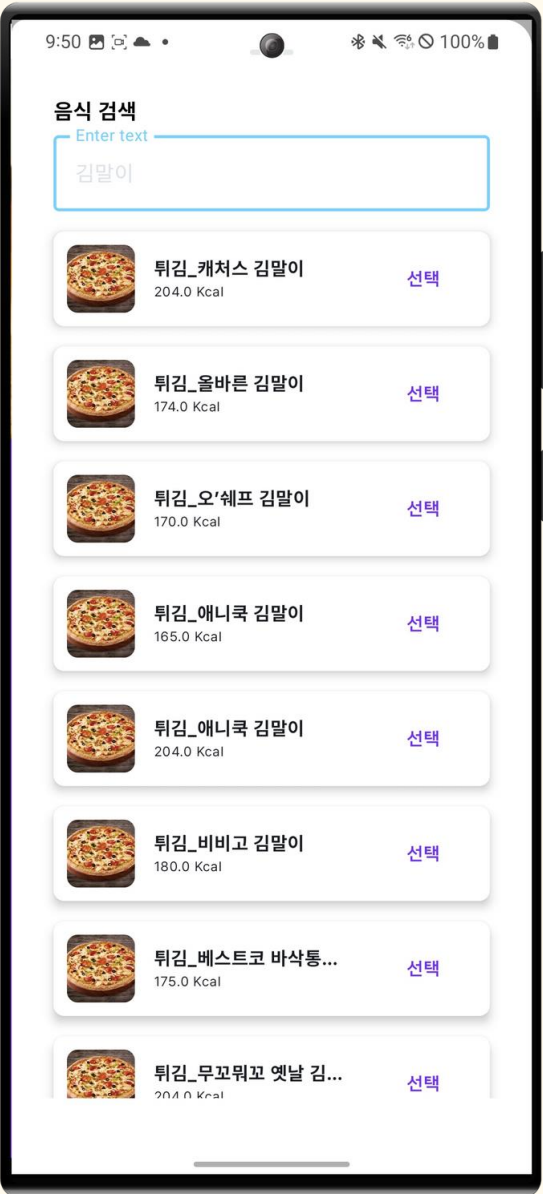 9:50
100%
음식 검색
Enter text
김말이
튀김_캐처스 김말이
204.0 Kcal
선택
튀김_올바른 김말이
174.0 Kcal
선택
튀김_오’쉐프 김말이
170.0 Kcal
선택
튀김_애니쿡 김말이
165.0 Kcal
선택
튀김_애니쿡 김말이
204.0 Kcal
선택
튀김_비비고 김말이
180.0 Kcal
선택
튀김_베스트코 바삭통...
175.0 Kcal
선택
튀김_무꼬뭐꼬 옛날 김...
204.0 Kcal
선택